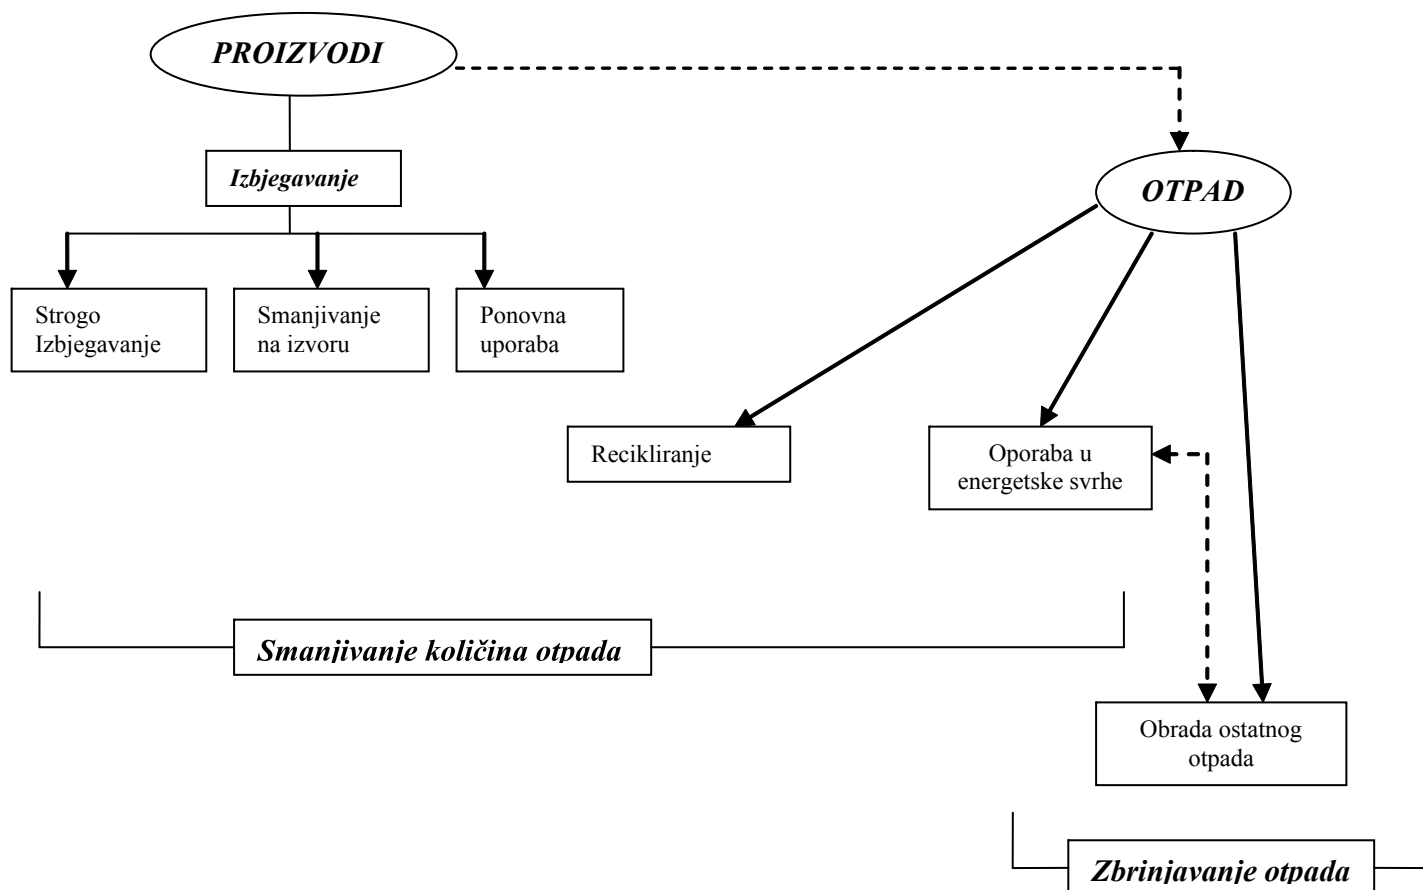 PROIZVODI
Izbjegavanje
OTPAD
Strogo
Izbjegavanje
Smanjivanje
na izvoru
Ponovna
uporaba
Recikliranje
Oporaba u
energetske svrhe
Smanjivanje količina otpada
Obrada ostatnog
otpada
Zbrinjavanje otpada